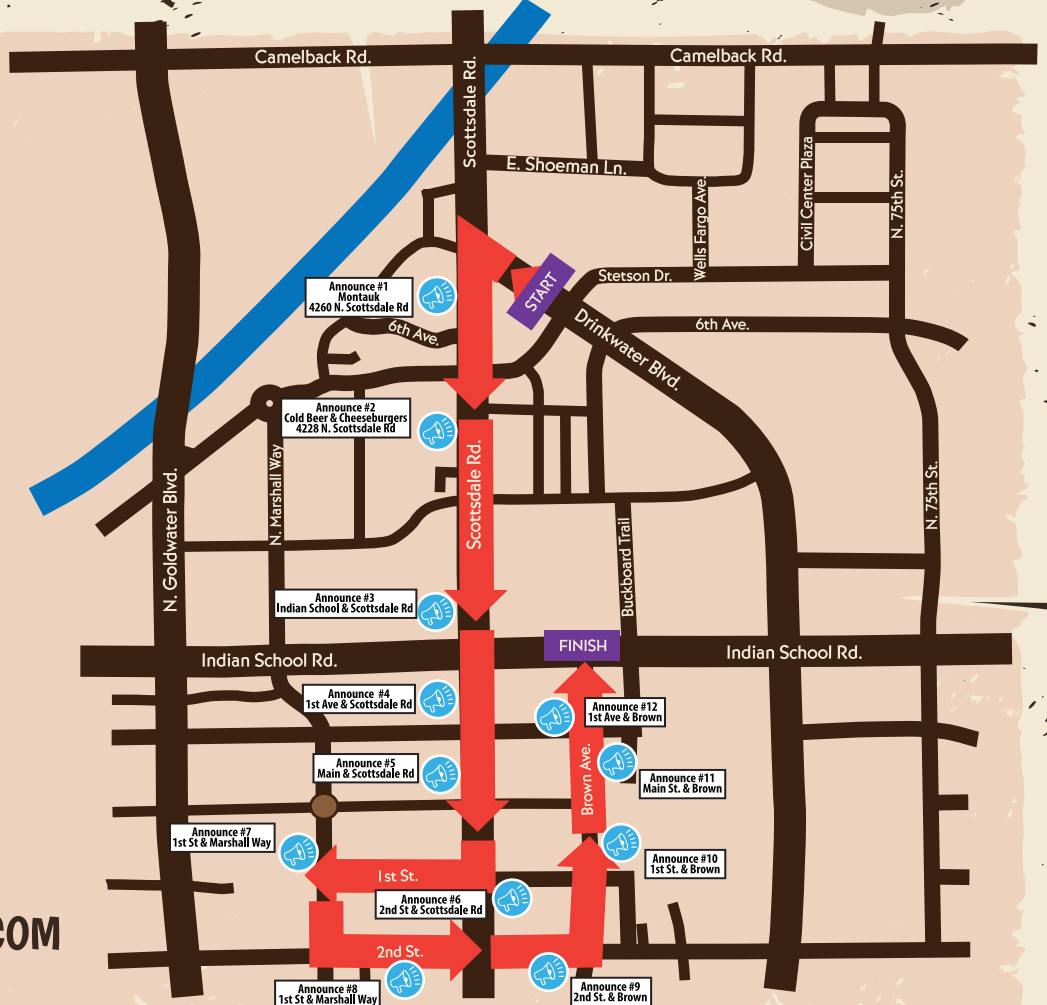 Camelback Rd.
Camelback Rd.
Scottsdale Rd.
E. Shoeman Ln.
Civil Center Plaza
N. 75th St.
Wells Fargo Ave.
Stetson Dr.
START
Announce #1
Montauk
4260 N. Scottsdale Rd
6th Ave.
6th Ave.
Drinkwater Blvd.
Announce #2
Cold Beer & Cheeseburgers
4228 N. Scottsdale Rd
N. Marshall Way
N. Goldwater Blvd.
Scottsdale Rd.
N. 75th St.
Buckboard Trail
Announce #3
Indian School & Scottsdale Rd
FINISH
Indian School Rd.
Indian School Rd.
Announce #4
1st Ave & Scottsdale Rd
Announce #12
1st Ave & Brown
Announce #5
Main & Scottsdale Rd
Brown Ave.
Announce #11
Main St. & Brown
Announce #7
1st St & Marshall Way
Announce #10
1st St. & Brown
1st St.
Announce #6
2nd St & Scottsdale Rd
COM
2nd St.
Announce #8
1st St & Marshall Way
Announce #9
2nd St. & Brown